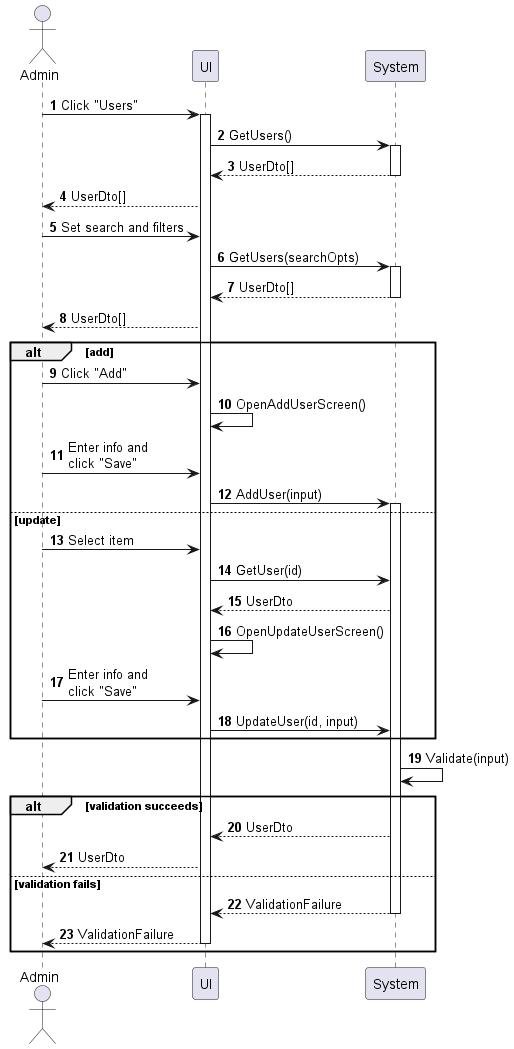 Admin
UI
System
1 Click "Users"
2 GetUsers()
3 UserDto[]
4 UserDto[]
5 Set search and filters
6 GetUsers(searchOpts)
7 UserDto[]
8 UserDto[]
alt [add]
9 Click "Add"
10 OpenAddUserScreen()
11 Enter info and
click "Save"
12 AddUser(input)
[update]
13 Select item
14 GetUser(id)
15 UserDto
16 OpenUpdateUserScreen()
17 Enter info and
click "Save"
18 UpdateUser(id, input)
19 Validate(input)
alt [validation succeeds]
20 UserDto
21 UserDto
[validation fails]
22 ValidationFailure
23 ValidationFailure
Admin
UI
System